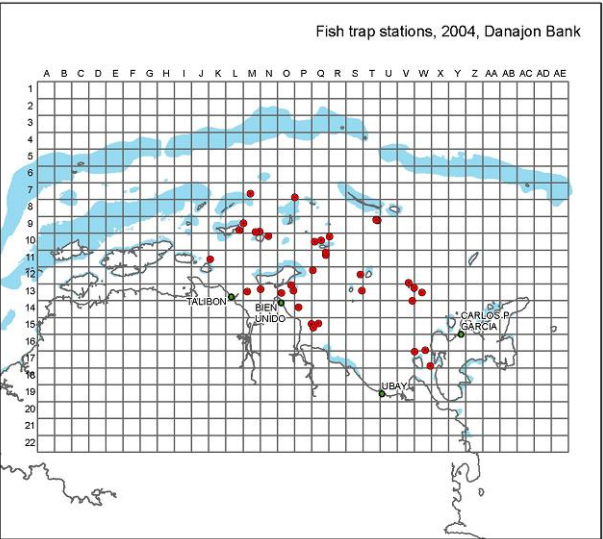 Fish trap stations, 2004, Danajon Bank
A B C D E F G H I J K L M N O P Q R S T U V W X Y Z AA AB AC AD AE
1
2
3
4
5
6
7
8
9
10
11
12
13
14
15
16
17
18
19
20
21
22
TALIBON
BIEN
UNIDO
CARLOS P.
GARCIA
UBAY